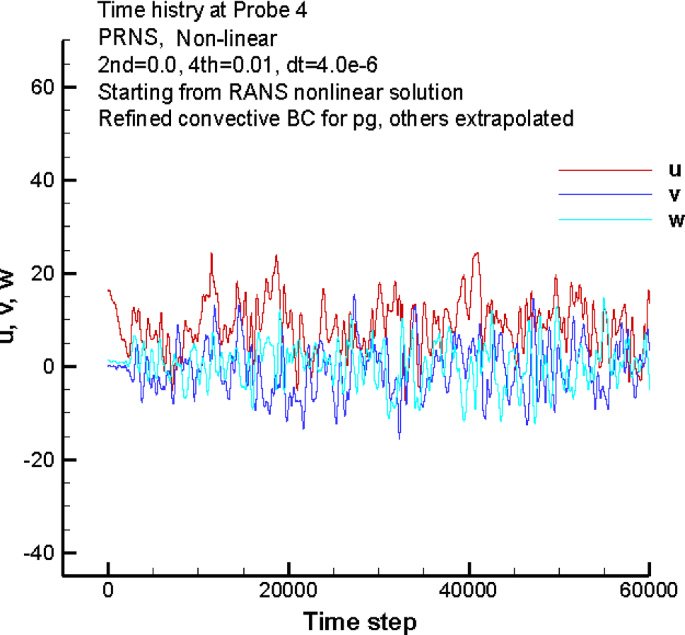 Time histry at Probe 4
PRNS, Non-linear
2nd=0.0, 4th=0.01, dt=4.0e-6
Starting from RANS nonlinear solution
Refined convective BC for pg, others extrapolated
60
40
20
0
-20
-40
u, v, w
u
v
w
0
20000
40000
60000
Time step